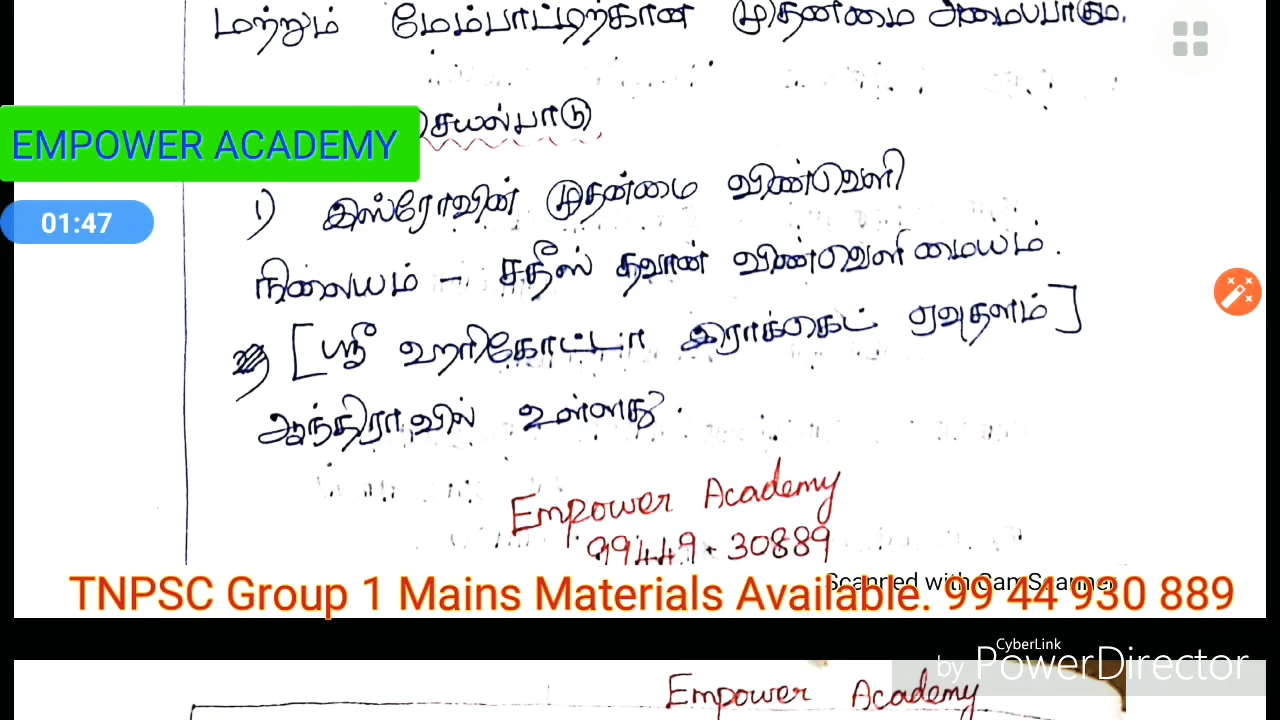 மற்றும் மேம்பாட்டிற்கான முதன்மை அமைப்பாகும்.
செயல்பாடு
EMPOWER ACADEMY
01:47
1) இஸ்ரோவின் முதன்மை விண்வெளி
நிலையம் - சதீஸ் தவான் விண்வெளி மையம்.
[ஸ்ரீ ஹரிகோட்டா இராக்கெட் ஏவுதளம்]
ஆந்திராவில் உள்ளது.
Empower Academy
99449-30889
Scanned with CamScanner
TNPSC Group 1 Mains Materials Available. 99 44 930 889
CyberLink
by PowerDirector
Empower Academy